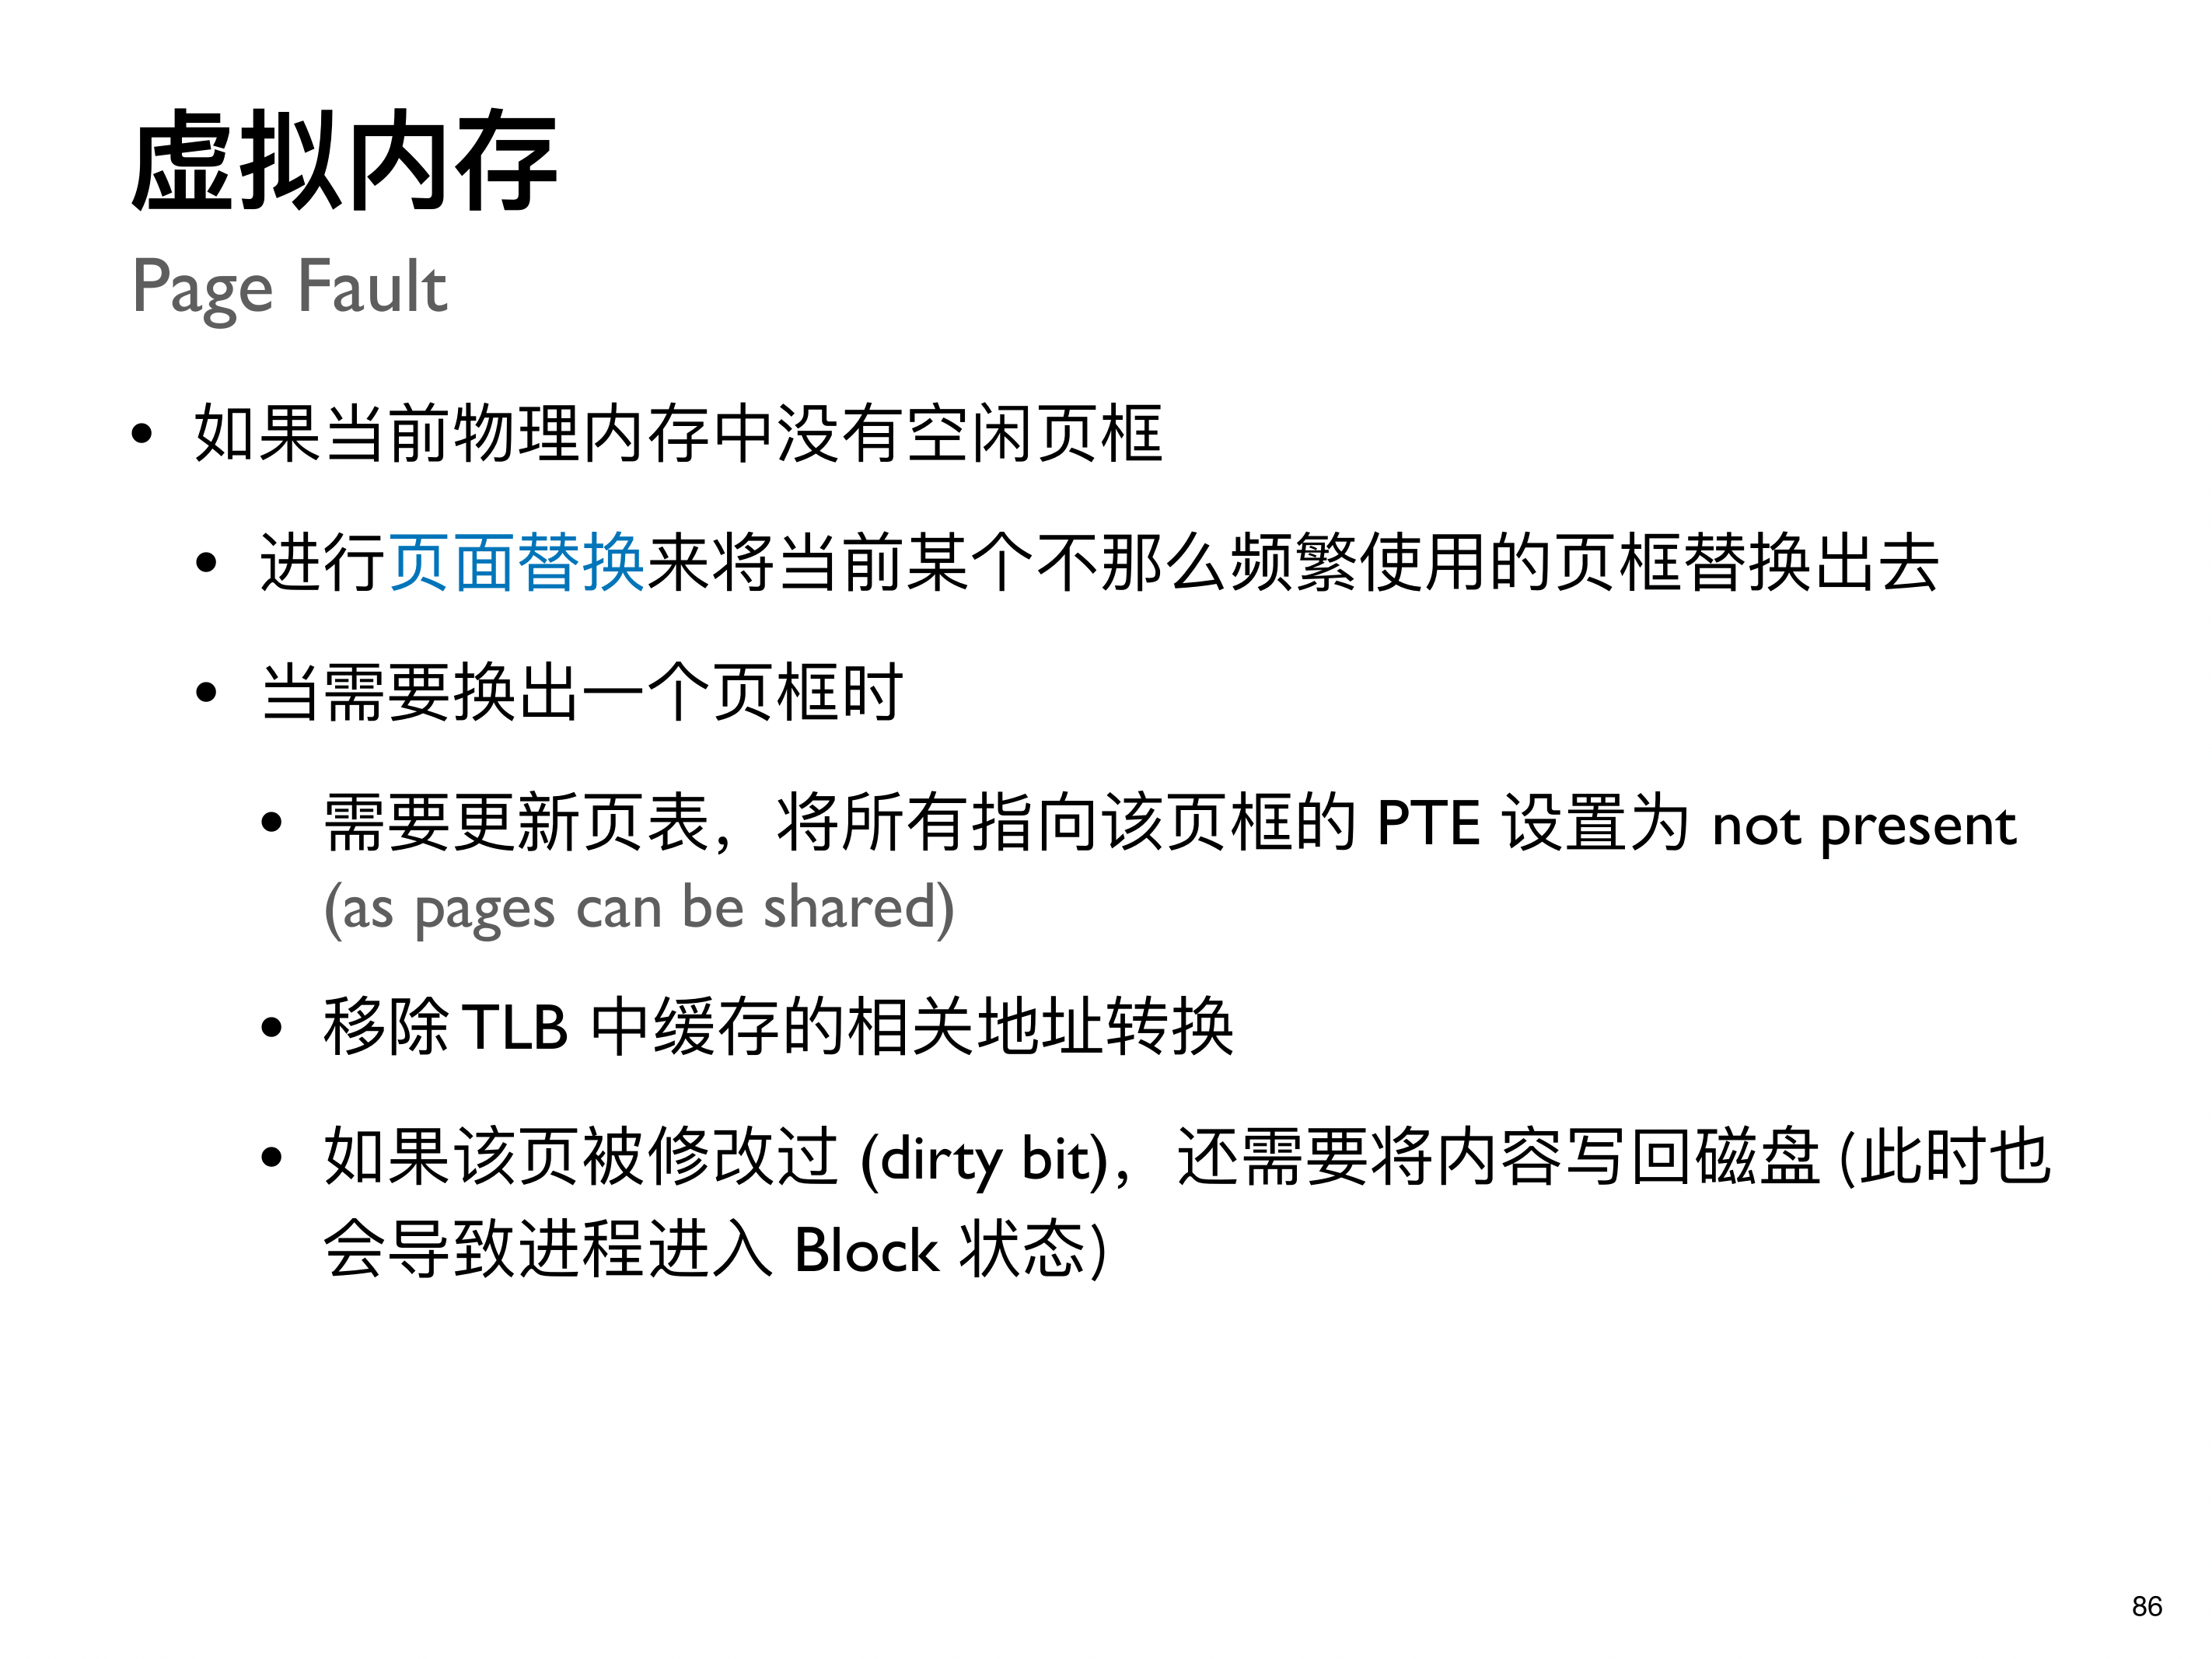 虚拟内存
Page Fault
• 如果当前物理内存中没有空闲页框
• 进行页面替换来将当前某个不那么频繁使用的页框替换出去
• 当需要换出一个页框时
• 需要更新页表，将所有指向该页框的 PTE 设置为 not present
(as pages can be shared)
• 移除 TLB 中缓存的相关地址转换
• 如果该页被修改过 (dirty bit)，还需要将内容写回磁盘 (此时也
会导致进程进入 Block 状态)
86